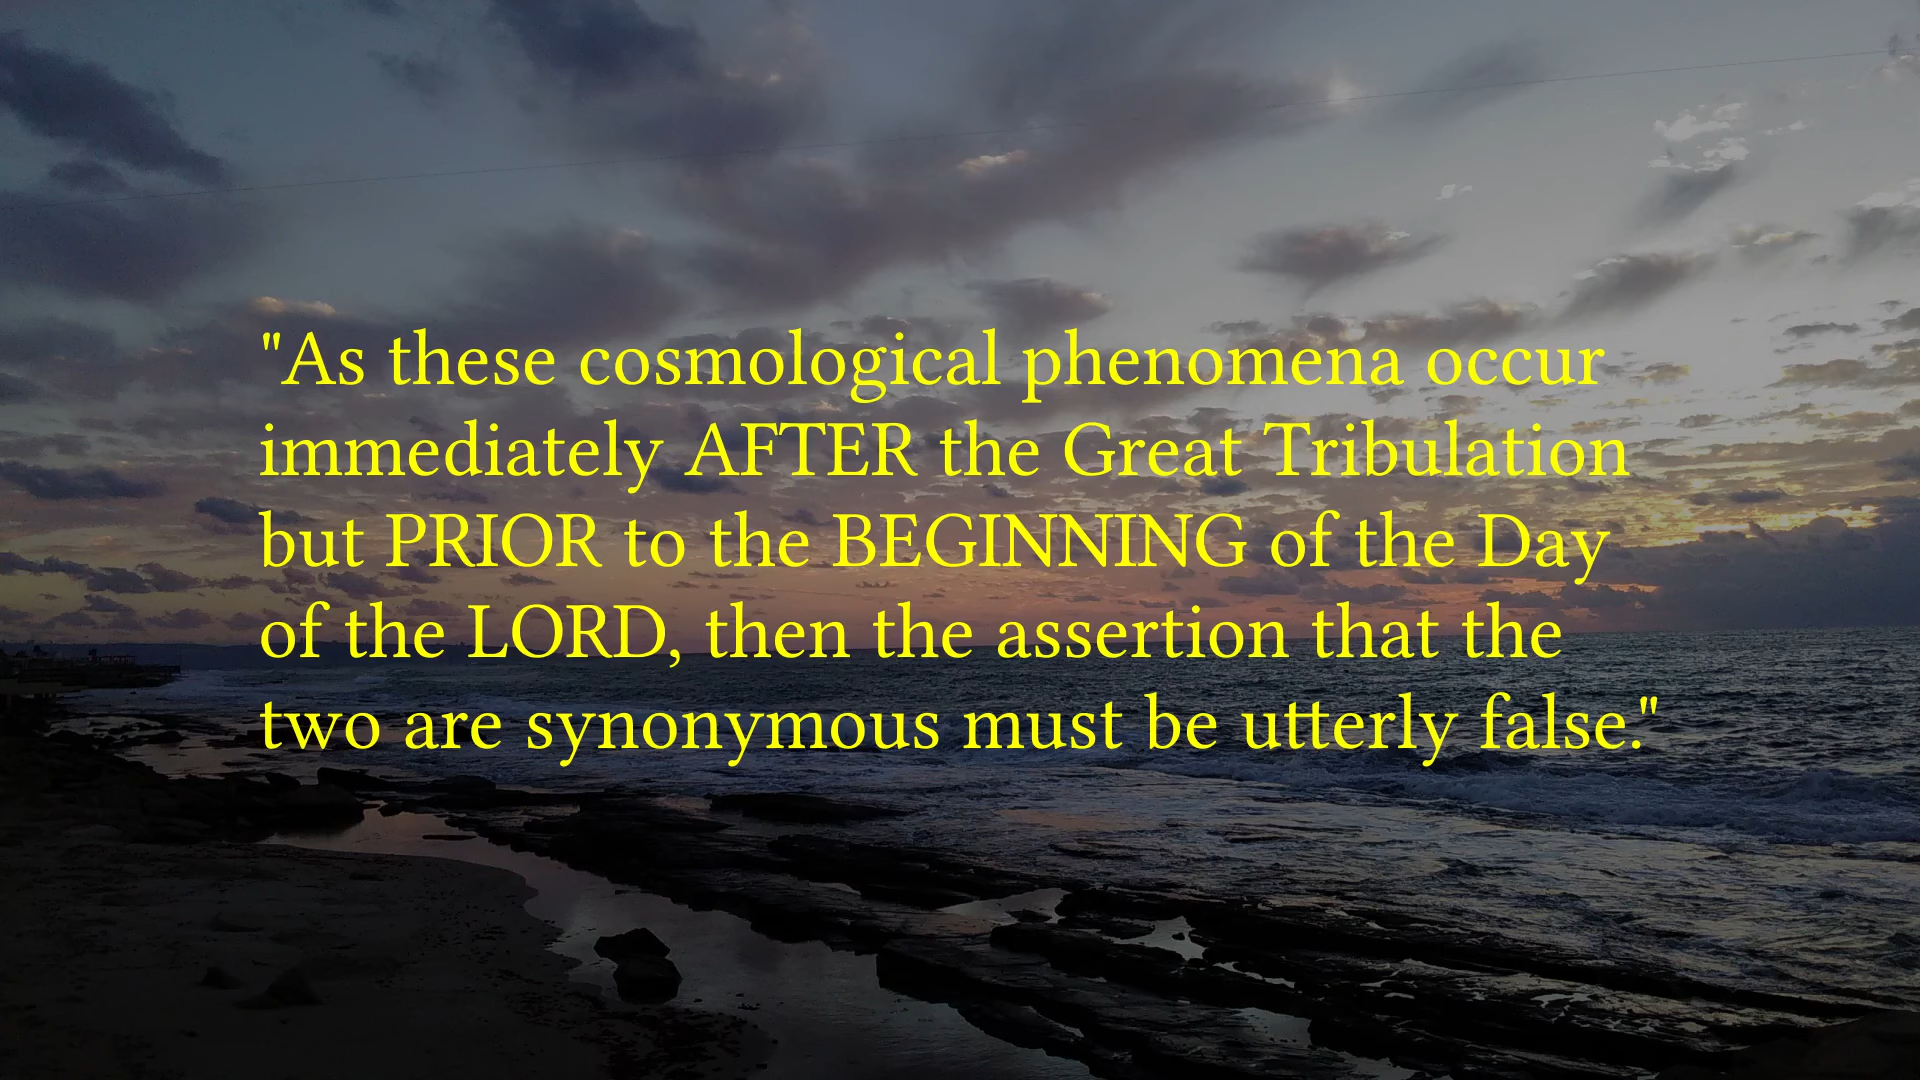 "As these cosmological phenomena occur
immediately AFTER the Great Tribulation
but PRIOR to the BEGINNING of the Day
of the LORD, then the assertion that the
two are synonymous must be utterly false."